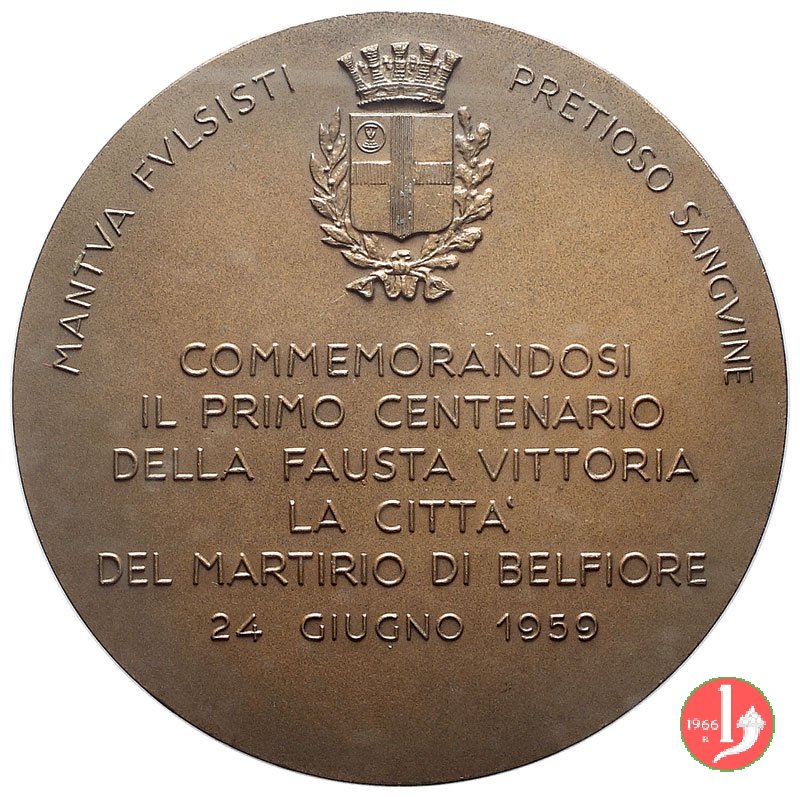 MANTVA FVLSISTI PRETIOSO SANGVINE
COMMEMORANDOSI
IL PRIMO CENTENARIO
DELLA FAUSTA VITTORIA
LA CITTA'
DEL MARTIRIO DI BELFIORE
24 GIUGNO 1959
1966
R